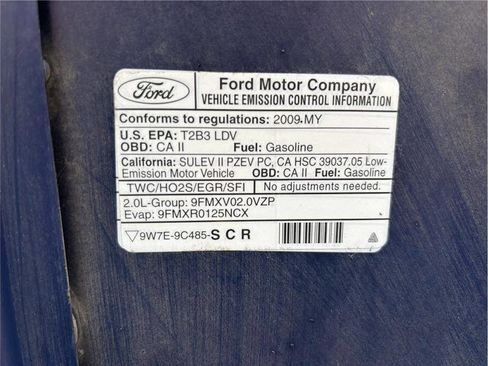 Ford
Ford Motor Company
VEHICLE EMISSION CONTROL INFORMATION
Conforms to regulations: 2009 MY
U.S. EPA: T2B3 LDV
OBD: CA II Fuel: Gasoline
California: SULEV II PZEV PC, CA HSC 39037.05 Low-
Emission Motor Vehicle OBD: CA II Fuel: Gasoline
TWC/HO2S/EGR/SFI No adjustments needed.
2.0L-Group: 9FMXV02.0VZP
Evap: 9FMXR0125NCX
9W7E-9C485-S C R